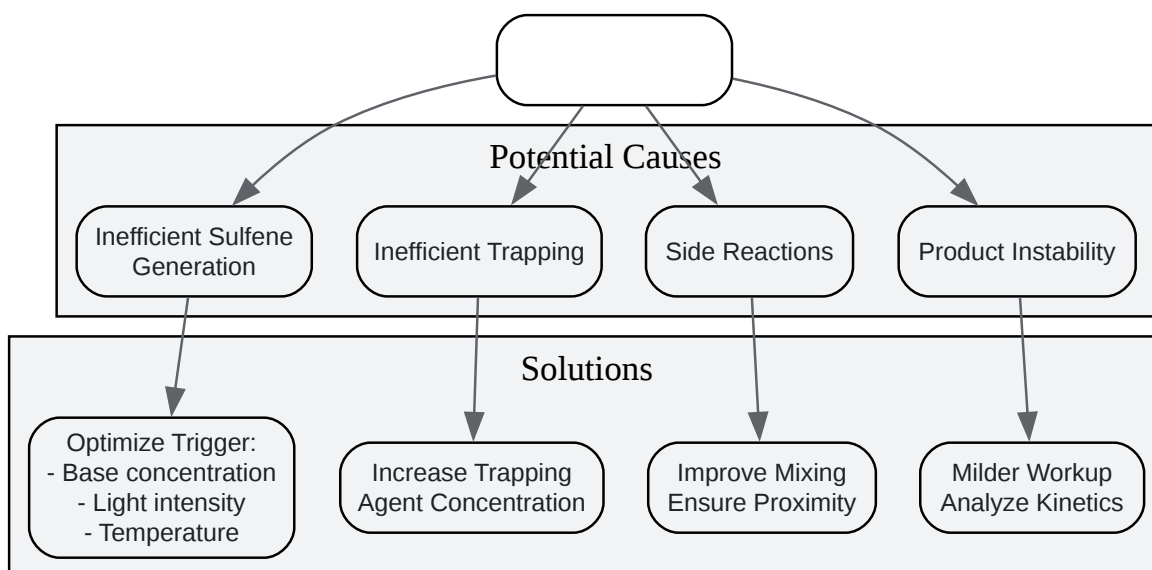 Potential Causes
Inefficient Sulfene
Generation
Inefficient Trapping
Side Reactions
Product Instability
Solutions
Optimize Trigger:
- Base concentration
- Light intensity
- Temperature
Increase Trapping
Agent Concentration
Improve Mixing
Ensure Proximity
Milder Workup
Analyze Kinetics